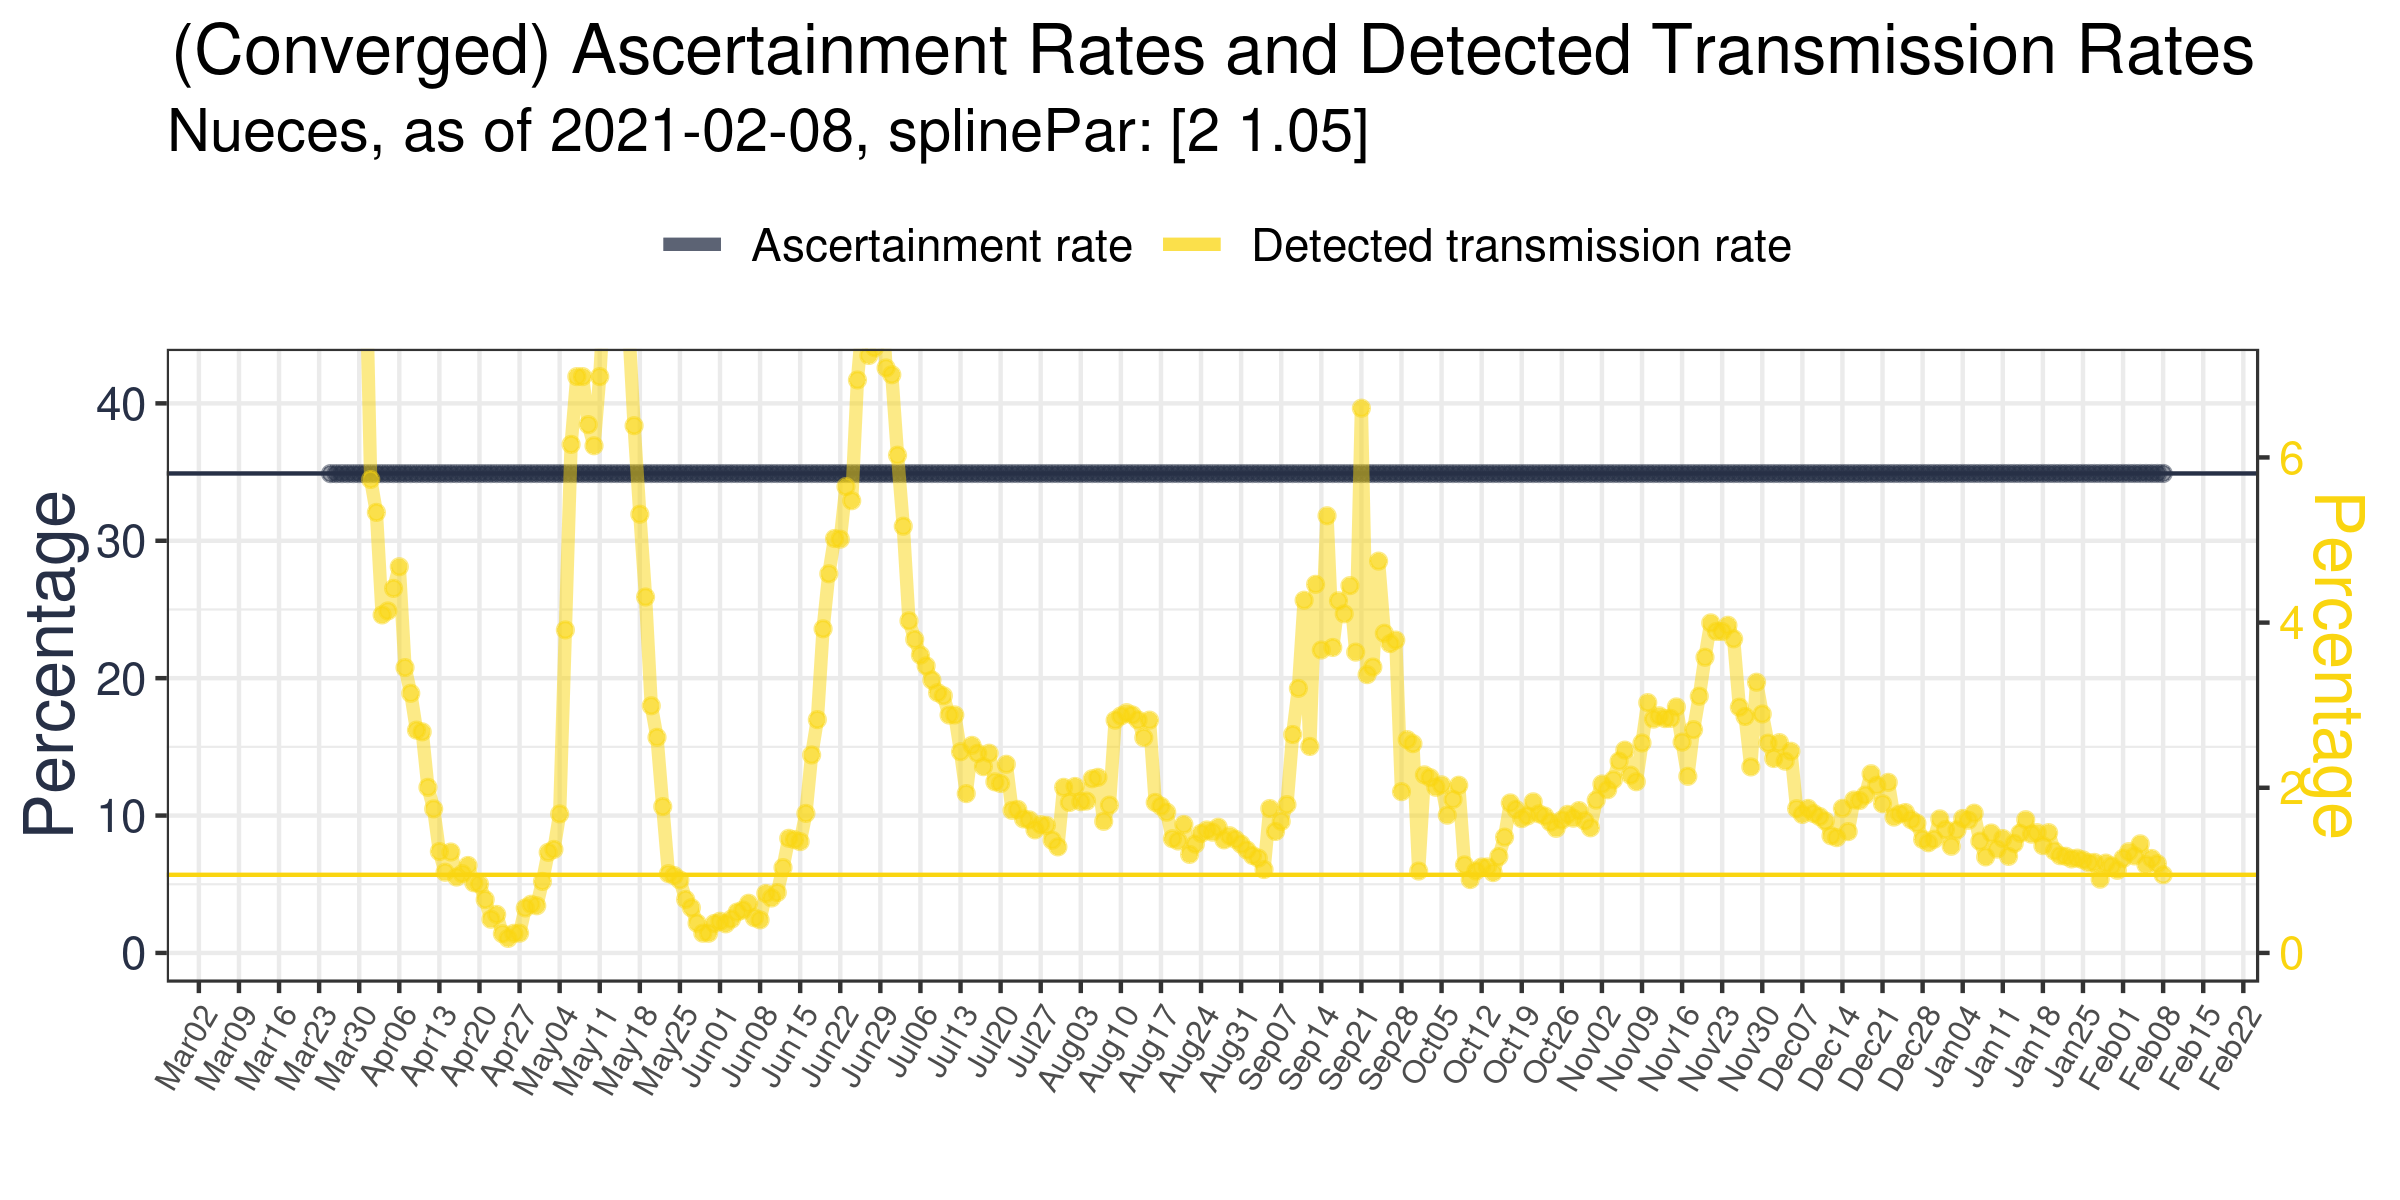 (Converged) Ascertainment Rates and Detected Transmission Rates
Nueces, as of 2021-02-08, splinePar: [2 1.05]
Ascertainment rate
Detected transmission rate
Percentage
40
30
20
10
0
6
4
2
0
Percentage
Mar02
Mar09
Mar16
Mar23
Mar30
Apr06
Apr13
Apr20
Apr27
May04
May11
May18
May25
Jun01
Jun08
Jun15
Jun22
Jun29
Jul06
Jul13
Jul20
Jul27
Aug03
Aug10
Aug17
Aug24
Aug31
Sep07
Sep14
Sep21
Sep28
Oct05
Oct12
Oct19
Oct26
Nov02
Nov09
Nov16
Nov23
Nov30
Dec07
Dec14
Dec21
Dec28
Jan04
Jan11
Jan18
Jan25
Feb01
Feb08
Feb15
Feb22